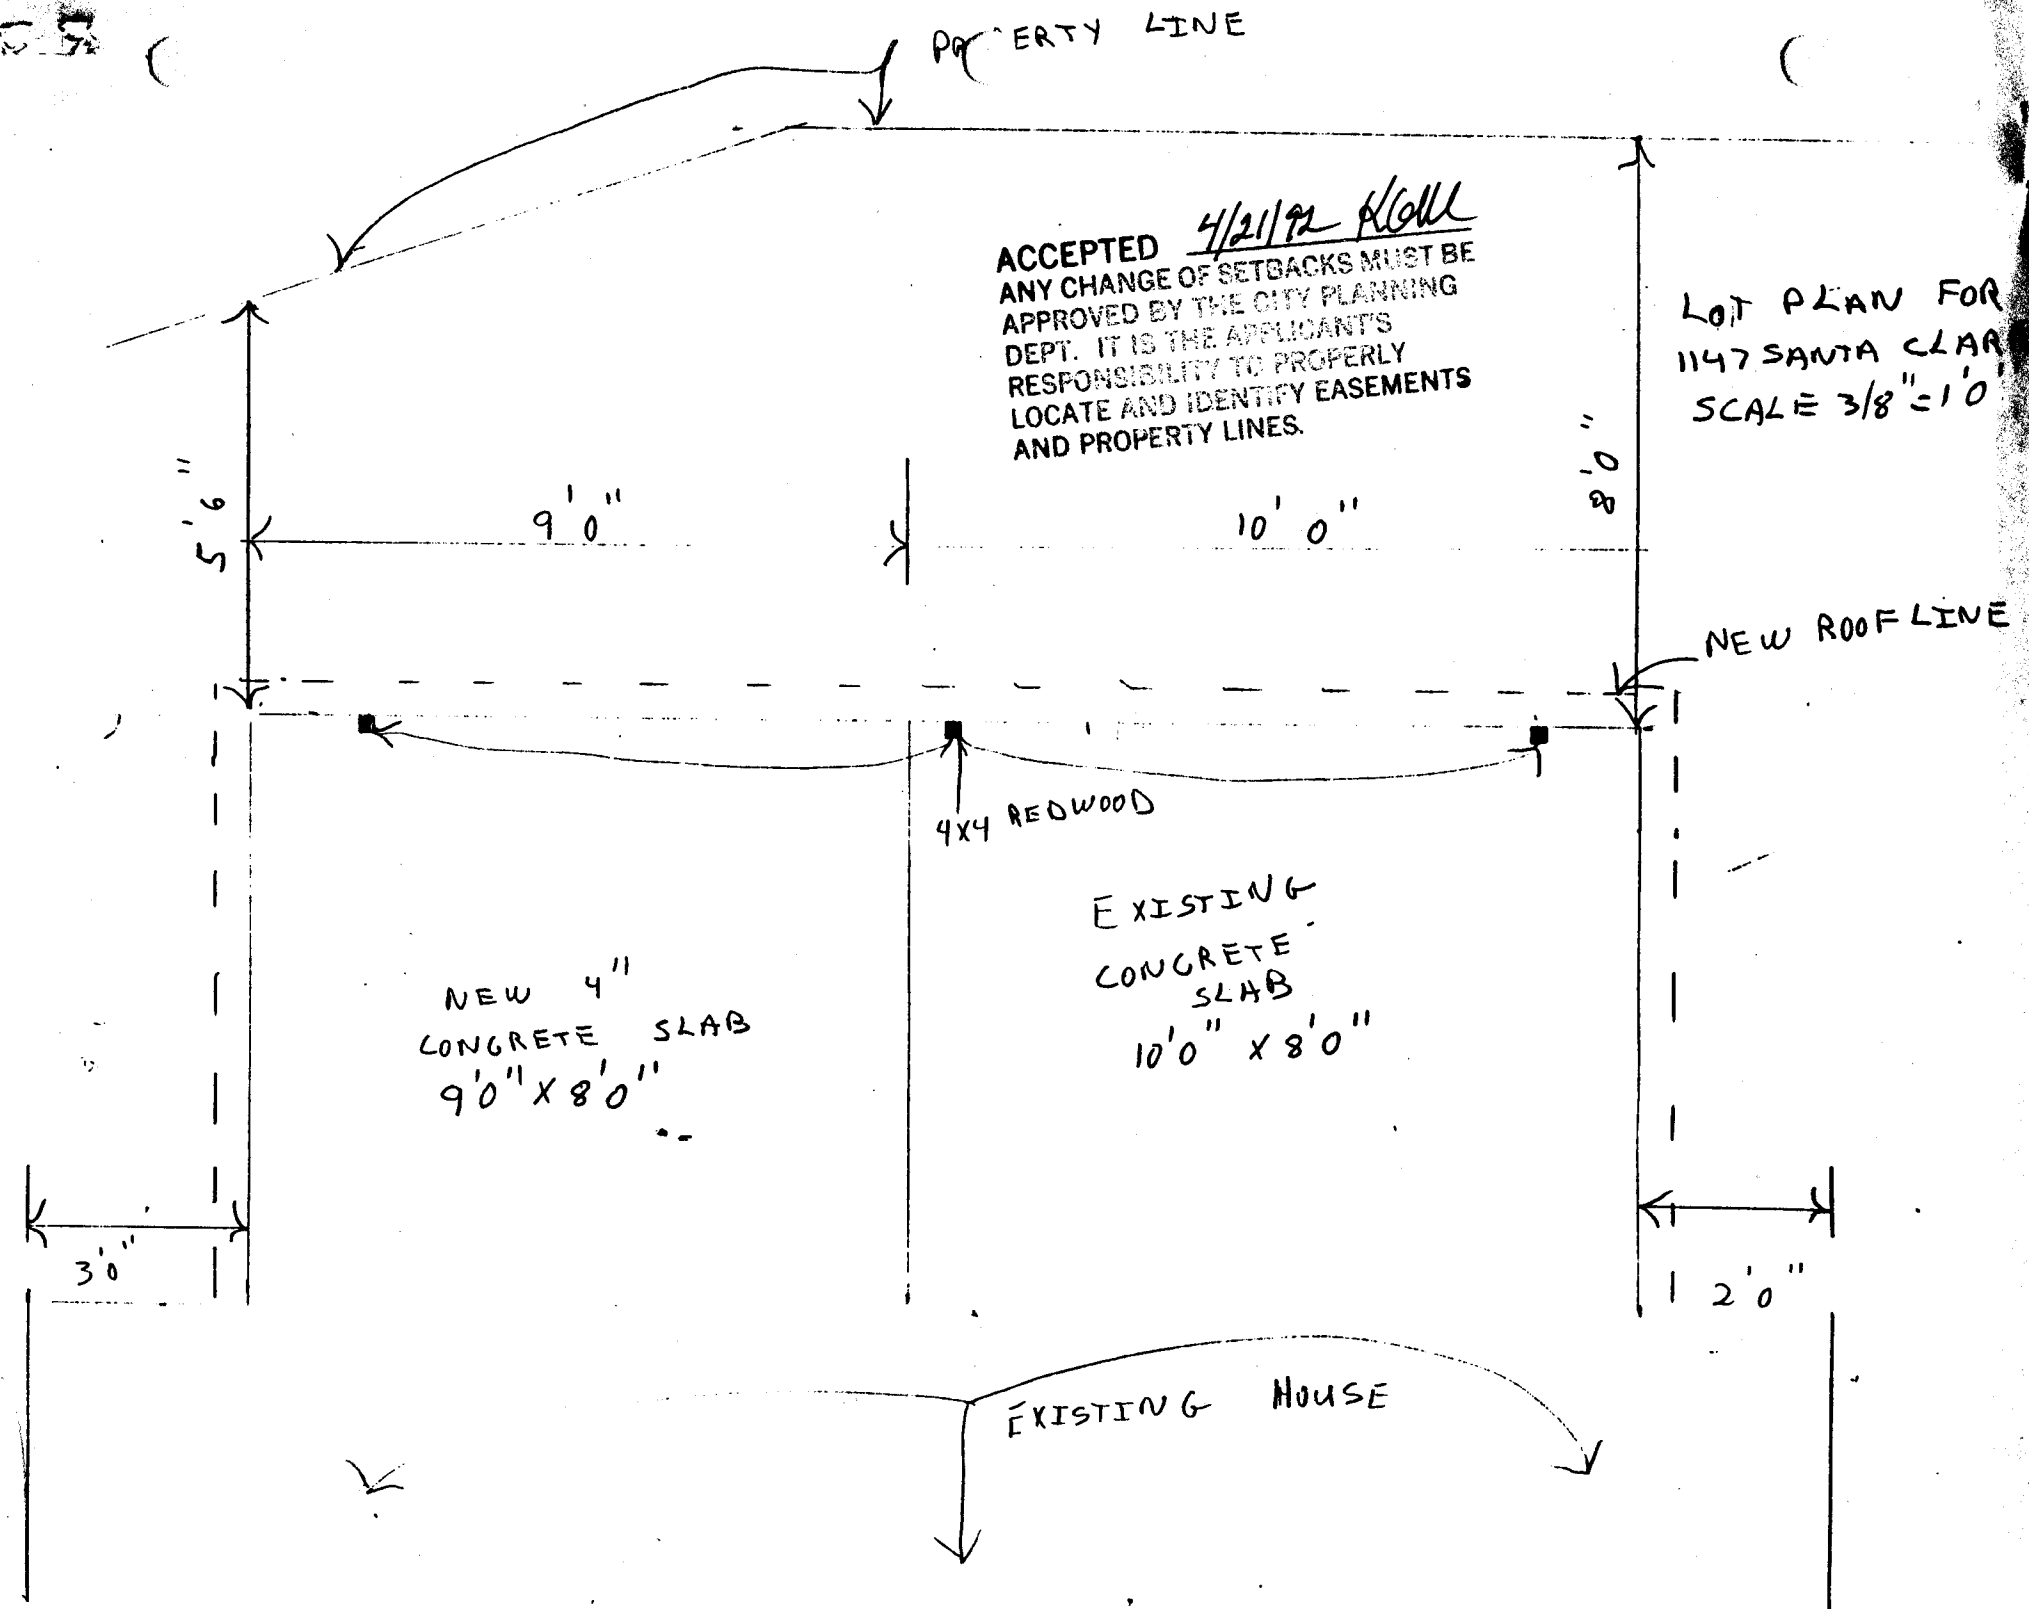 PROPERTY LINE
ACCEPTED 4/21/92
ANY CHANGE OF SETBACKS MUST BE
APPROVED BY THE CITY PLANNING
DEPT. IT IS THE APPLICANT'S
RESPONSIBILITY TO PROPERLY
LOCATE AND IDENTIFY EASEMENTS
AND PROPERTY LINES.
LOT PLAN FOR
1147 SANTA CLAR
SCALE 3/8"=1'0"
5'6"
9'0"
10'0"
8'0"
NEW ROOF LINE
4X4 REDWOOD
EXISTING
CONCRETE
SLAB
10'0" X 8'0"
NEW 4"
CONCRETE SLAB
9'0" X 8'0"
3'0"
2'0"
EXISTING HOUSE